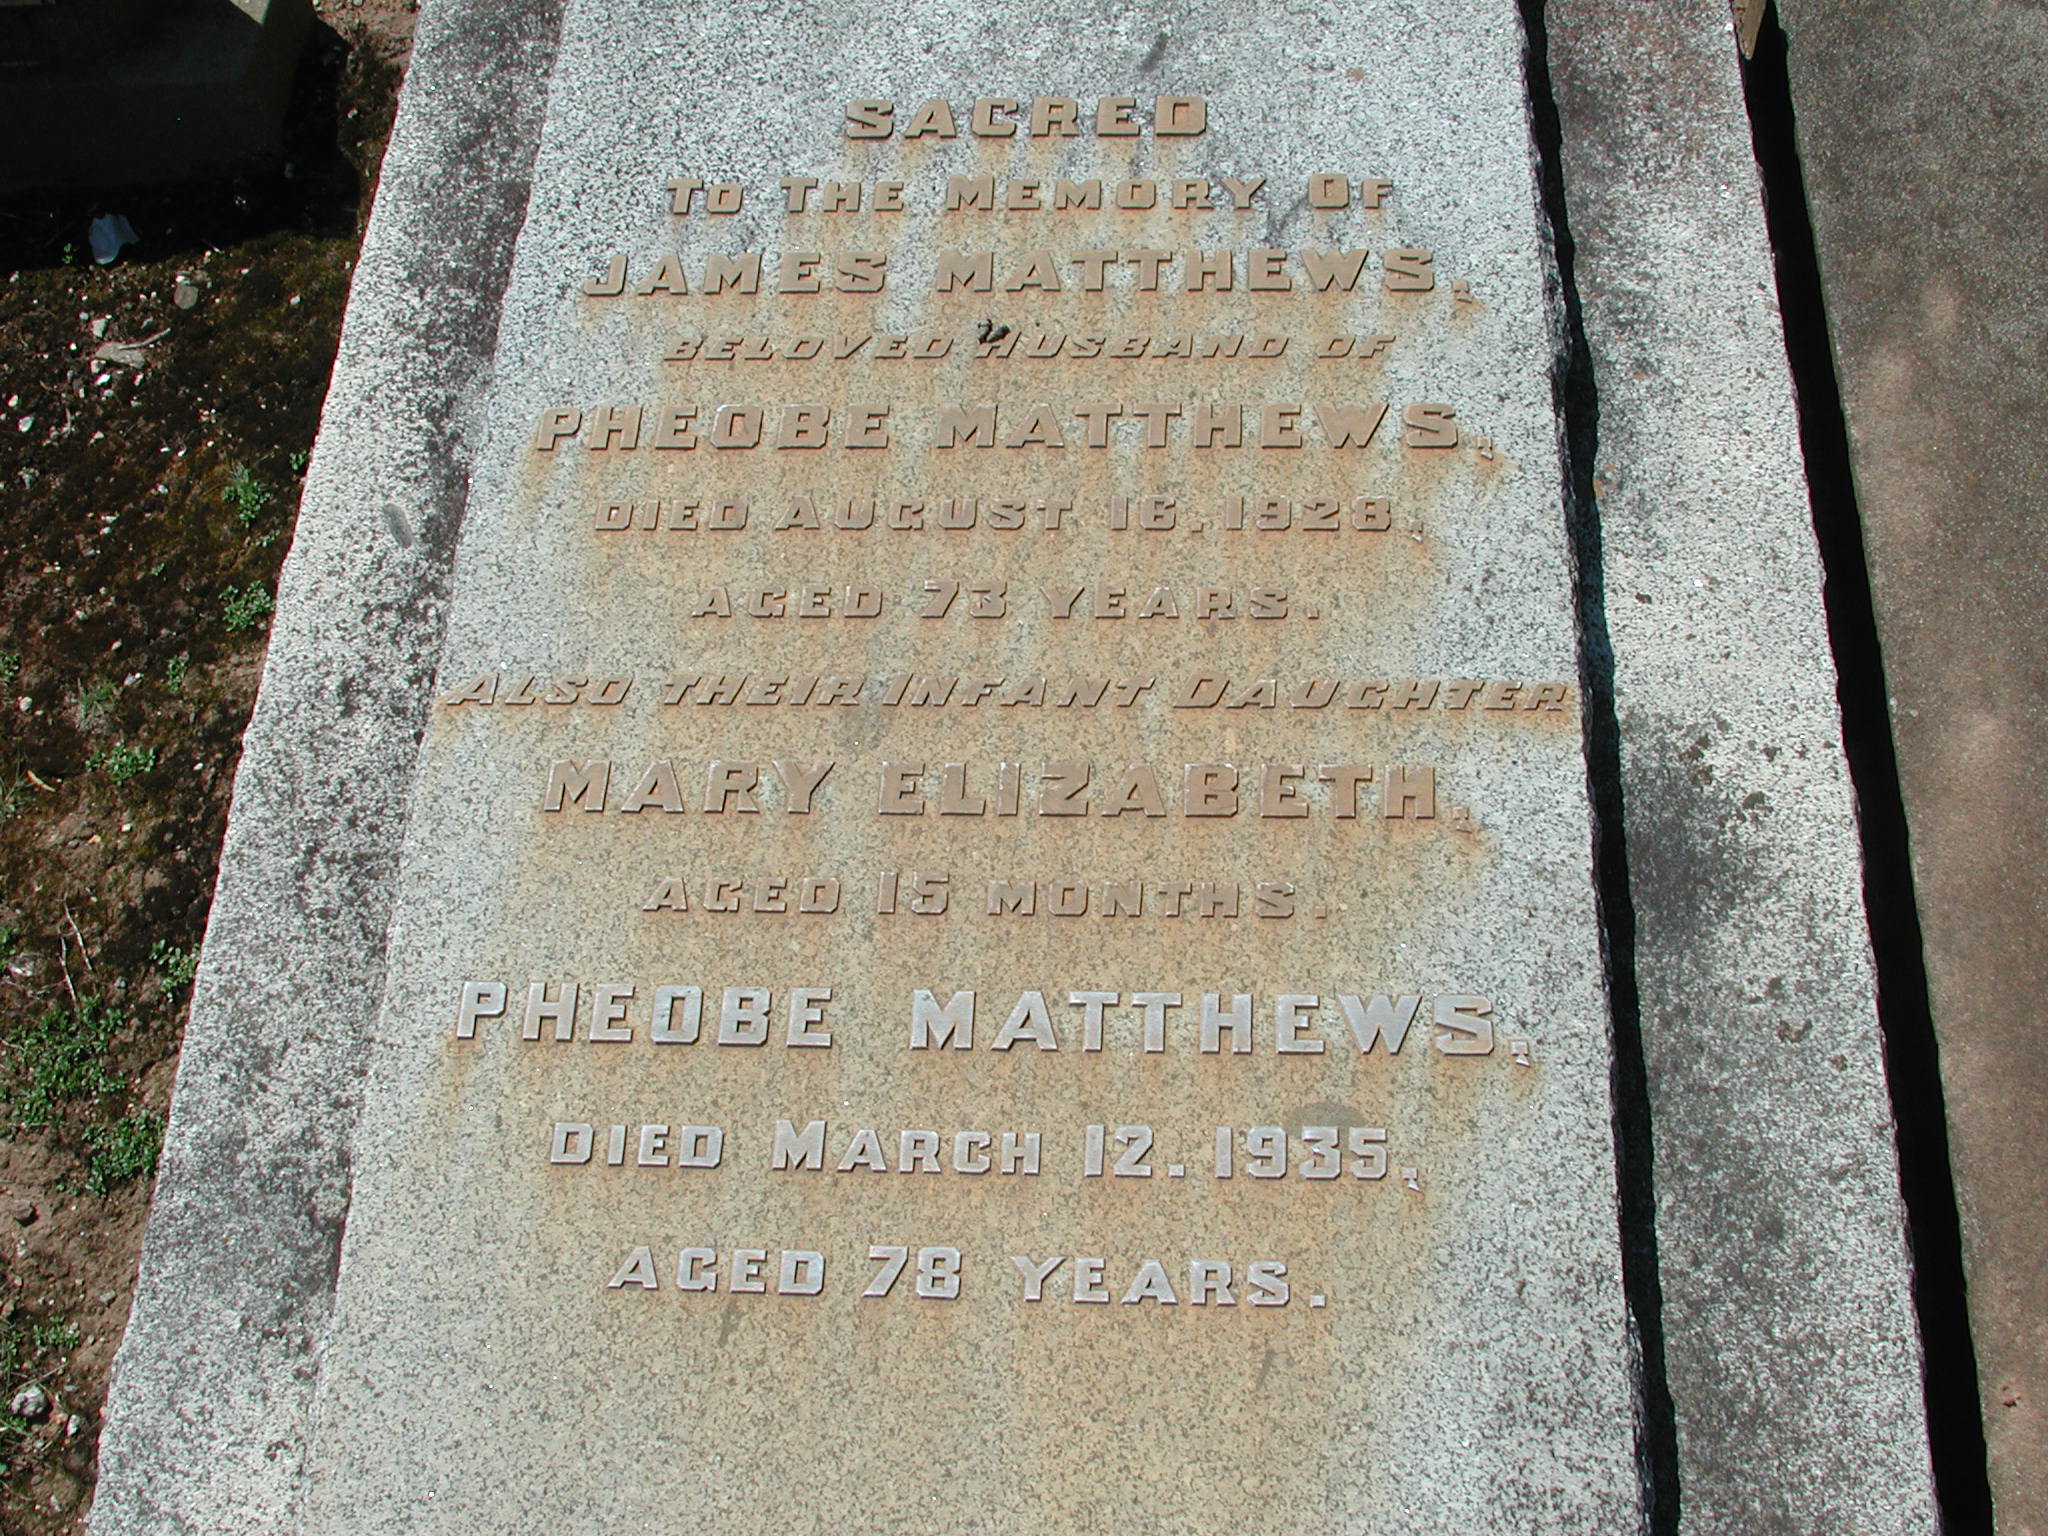 SACRED
TO THE MEMORY OF
JAMES MATTHEWS,
BELOVED HUSBAND OF
PHEOBE MATTHEWS,
DIED AUGUST 16. 1928,
AGED 73 YEARS.
ALSO THEIR INFANT DAUGHTER
MARY ELIZABETH,
AGED 15 MONTHS.
PHEOBE MATTHEWS,
DIED MARCH 12. 1935,
AGED 78 YEARS.